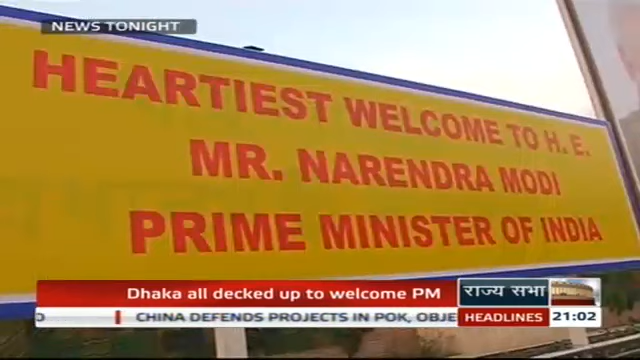 NEWS TONIGHT
HEARTIEST WELCOME TO H. E.
MR. NARENDRA MODI
PRIME MINISTER OF INDIA
Dhaka all decked up to welcome PM
राज्य सभा
CHINA DEFENDS PROJECTS IN POK, OBJE
HEADLINES
21:02